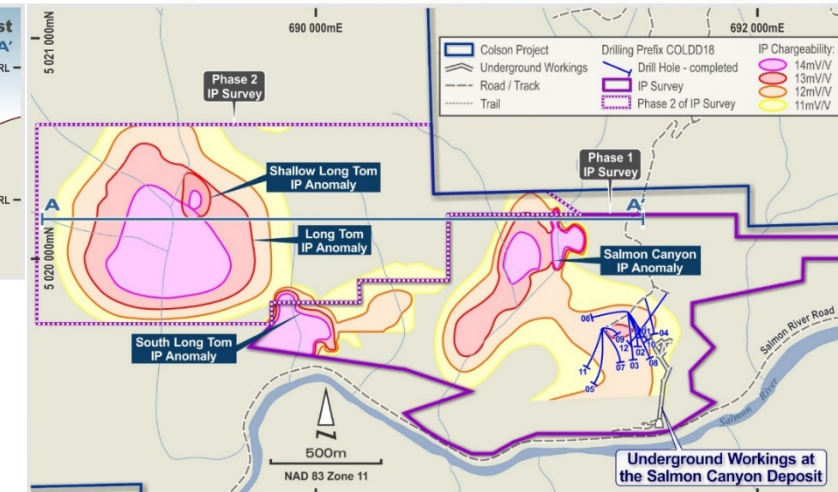 st
A'
RL
RL
690 000mE
692 000mE
5 021 000mN
5 020 000mN
Colson Project
Underground Workings
Road / Track
Trail
Drilling Prefix COLDD18
Drill Hole - completed
IP Survey
Phase 2 of IP Survey
IP Chargeability:
14mV/V
13mV/V
12mV/V
11mV/V
Phase 2
IP Survey
Phase 1
IP Survey
Shallow Long Tom
IP Anomaly
A
A'
Long Tom
IP Anomaly
Salmon Canyon
IP Anomaly
South Long Tom
IP Anomaly
06
09
12
01
04
10
02
11
07
03
08
05
Salmon River Road
Salmon River
500m
NAD 83 Zone 11
Underground Workings at
the Salmon Canyon Deposit